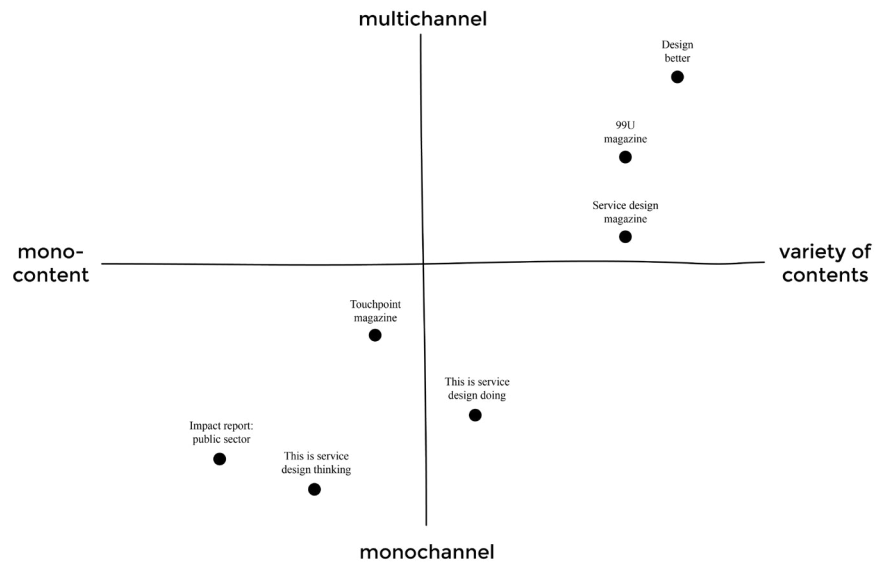 multichannel
Design
better
99U
magazine
Service design
magazine
mono-
content
variety of
contents
Touchpoint
magazine
This is service
design doing
Impact report:
public sector
This is service
design thinking
monochannel